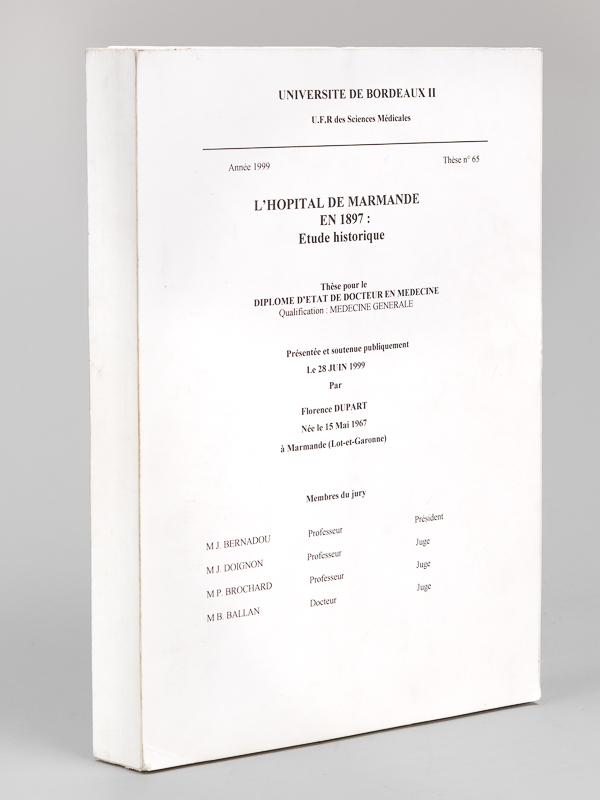 UNIVERSITE DE BORDEAUX II
U.F.R des Sciences Médicales
Année 1999 Thèse n° 65
L'HOPITAL DE MARMANDE
EN 1897 :
Etude historique
Thèse pour le
DIPLOME D'ETAT DE DOCTEUR EN MEDECINE
Qualification : MEDECINE GENERALE
Présentée et soutenue publiquement
Le 28 JUIN 1999
Par
Florence DUPART
Née le 15 Mai 1967
à Marmande (Lot-et-Garonne)
Membres du jury
M J. BERNADOU Professeur Président
M J. DOIGNON Professeur Juge
M P. BROCHARD Professeur Juge
M B. BALLAN Docteur Juge